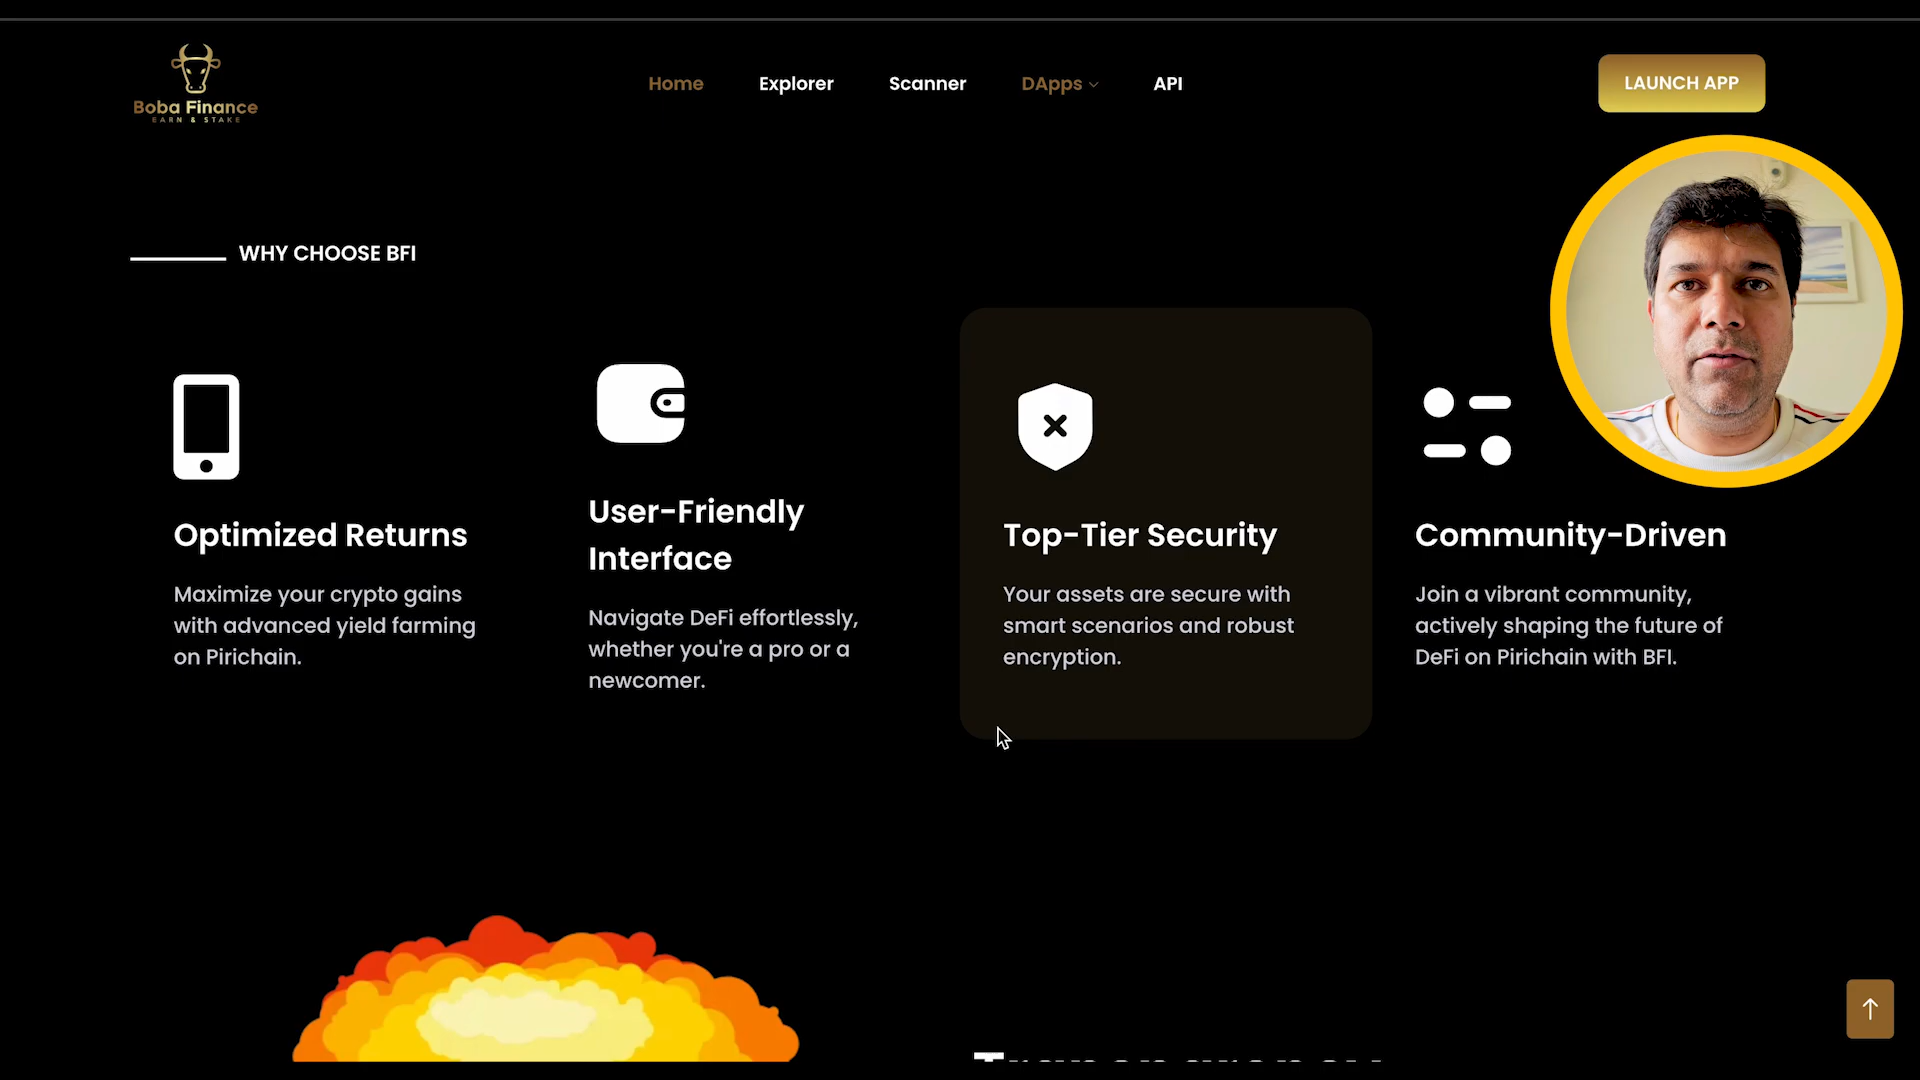 Boba Finance
EARN & STAKE
Home
Explorer
Scanner
DApps
API
LAUNCH APP
WHY CHOOSE BFI
Optimized Returns
Maximize your crypto gains
with advanced yield farming
on Pirichain.
User-Friendly
Interface
Navigate DeFi effortlessly,
whether you're a pro or a
newcomer.
Top-Tier Security
Your assets are secure with
smart scenarios and robust
encryption.
Community-Driven
Join a vibrant community,
actively shaping the future of
DeFi on Pirichain with BFI.